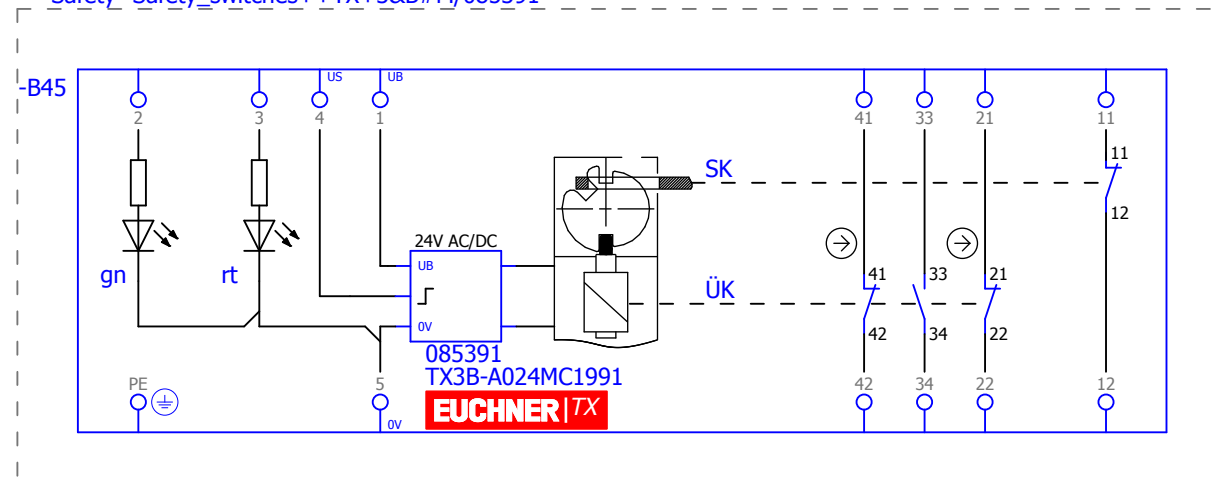 -B45
US UB
2 3 4 1 41 33 21 11
SK
11
12
24V AC/DC
gn rt
UB
41 33 21
ÜK
0V
42 34 22
085391
TX3B-A024MC1991
PE 5 42 34 22 12
EUCHNER|TX
0V